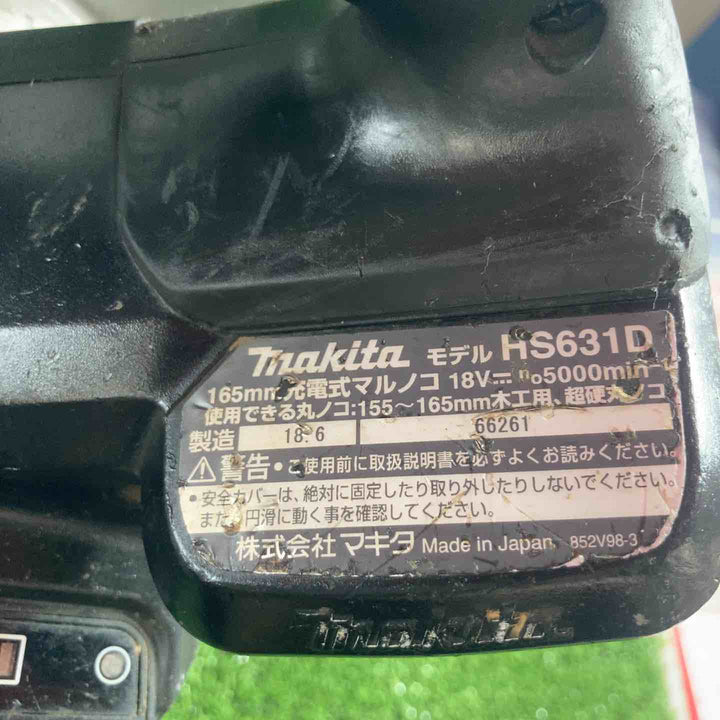 makita モデル HS631D
165mm 充電式マルノコ 18V⎓ n₀5000min⁻
使用できる丸ノコ:155～165mm木工用、超硬丸ノコ
製造 18.6 66261
⚠警告・ご使用前に取扱説明書を必ずよくお読みください。
・安全カバーは、絶対に固定したり取り外したりしないでください。
また、円滑に動く事を確認してください。
株式会社 マキタ Made in Japan 852V98-3
makita